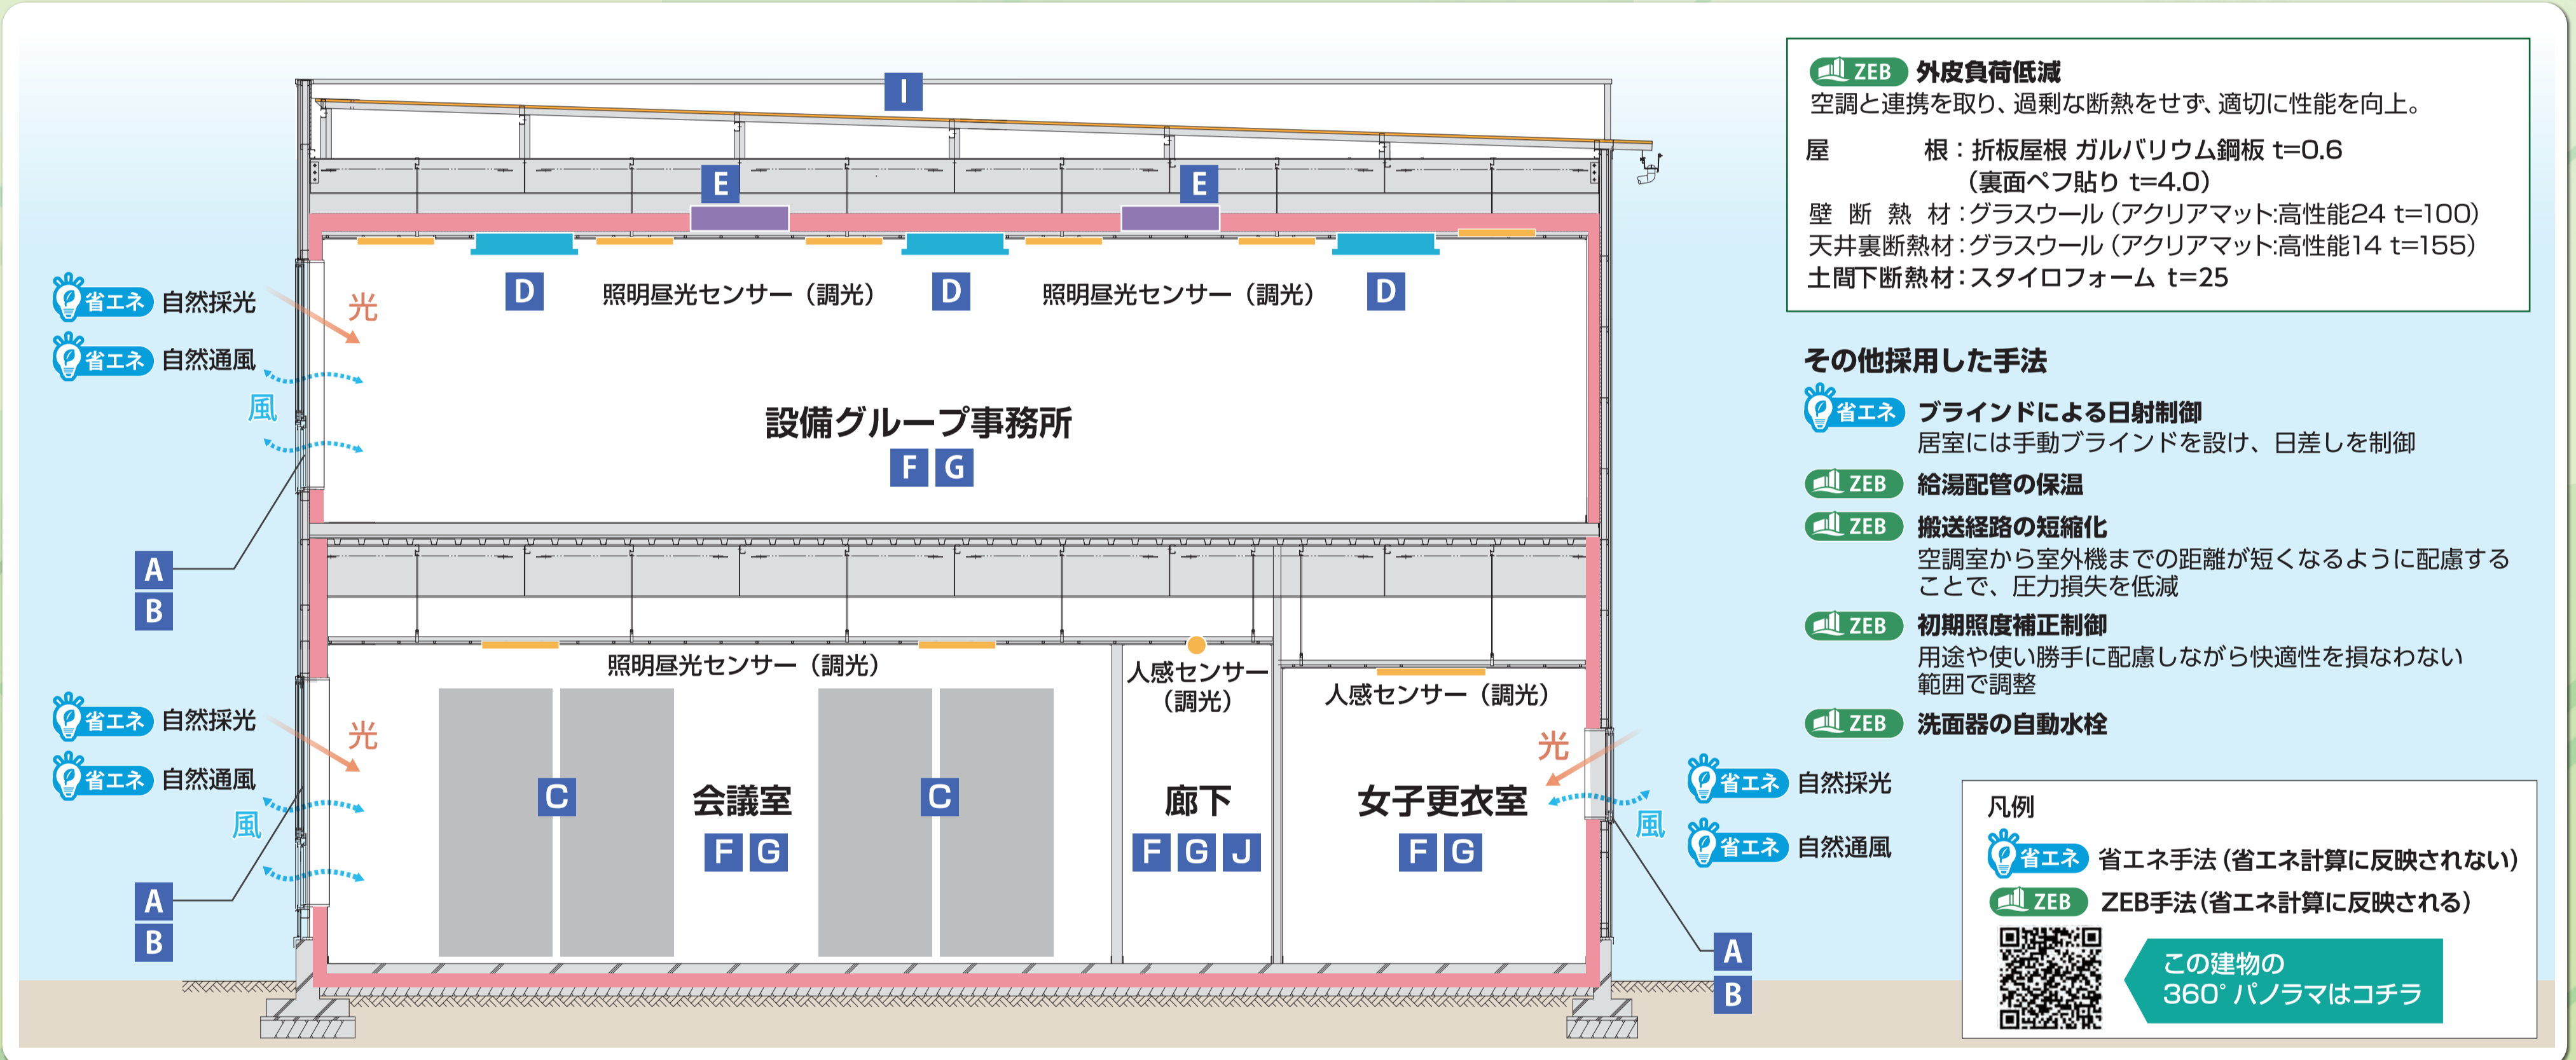 I
E
E
D
照明昼光センサー（調光）
D
照明昼光センサー（調光）
D
省エネ 自然採光
光
省エネ 自然通風
風
設備グループ事務所
F G
A
B
照明昼光センサー（調光）
人感センサー
（調光）
人感センサー（調光）
省エネ 自然採光
光
省エネ 自然通風
風
C
会議室
C
F G
廊下
F G J
女子更衣室
F G
光
風
省エネ 自然採光
省エネ 自然通風
A
B
A
B
ZEB 外皮負荷低減
空調と連携を取り、過剰な断熱をせず、適切に性能を向上。
屋根：折板屋根 ガルバリウム鋼板 t=0.6
（裏面ペフ貼り t=4.0）
壁断熱材：グラスウール（アクリアマット:高性能24 t=100）
天井裏断熱材：グラスウール（アクリアマット:高性能14 t=155）
土間下断熱材：スタイロフォーム t=25
その他採用した手法
省エネ ブラインドによる日射制御
居室には手動ブラインドを設け、日差しを制御
ZEB 給湯配管の保温
ZEB 搬送経路の短縮化
空調室から室外機までの距離が短くなるように配慮する
ことで、圧力損失を低減
ZEB 初期照度補正制御
用途や使い勝手に配慮しながら快適性を損なわない
範囲で調整
ZEB 洗面器の自動水栓
凡例
省エネ 省エネ手法（省エネ計算に反映されない）
ZEB ZEB手法（省エネ計算に反映される）
この建物の
360°パノラマはコチラ